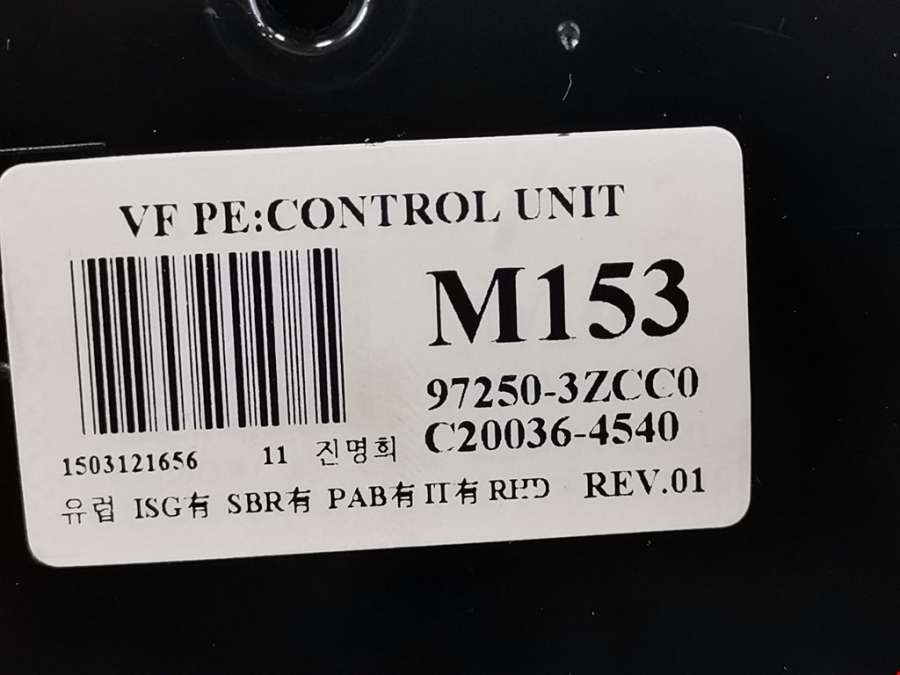 VF PE:CONTROL UNIT
M153
97250-3ZCC0
C20036-4540
1503121656 11 진명희
유럽 ISG有 SBR有 PAB有 IT有 RHD REV.01